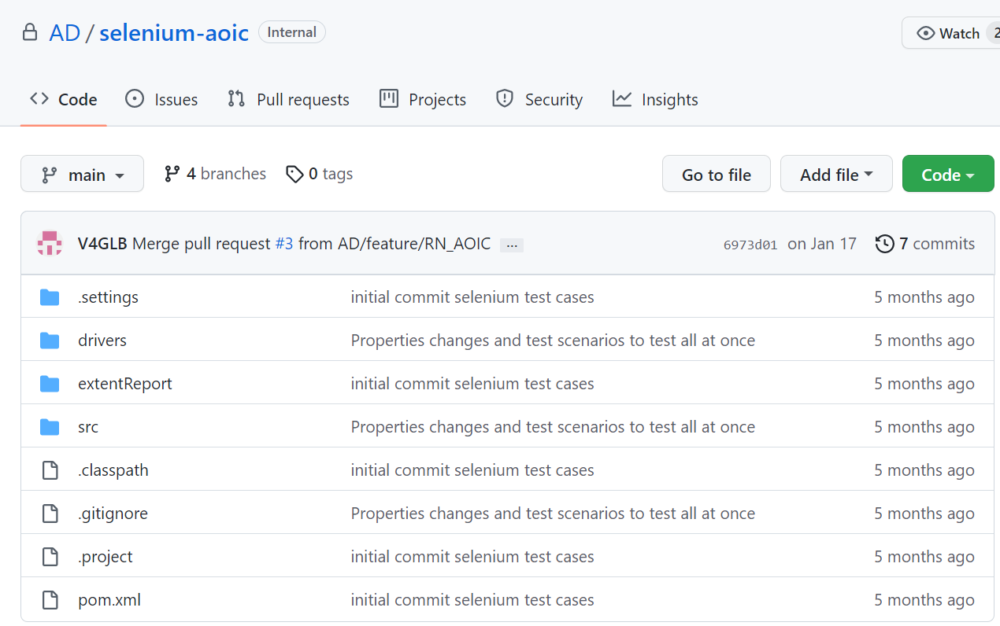 AD / selenium-aoic Internal Watch 2
Code Issues Pull requests Projects Security Insights
main 4 branches 0 tags Go to file Add file Code
V4GLB Merge pull request #3 from AD/feature/RN_AOIC ... 6973d01 on Jan 17 7 commits
.settings initial commit selenium test cases 5 months ago
drivers Properties changes and test scenarios to test all at once 5 months ago
extentReport initial commit selenium test cases 5 months ago
src Properties changes and test scenarios to test all at once 5 months ago
.classpath initial commit selenium test cases 5 months ago
.gitignore Properties changes and test scenarios to test all at once 5 months ago
.project initial commit selenium test cases 5 months ago
pom.xml initial commit selenium test cases 5 months ago